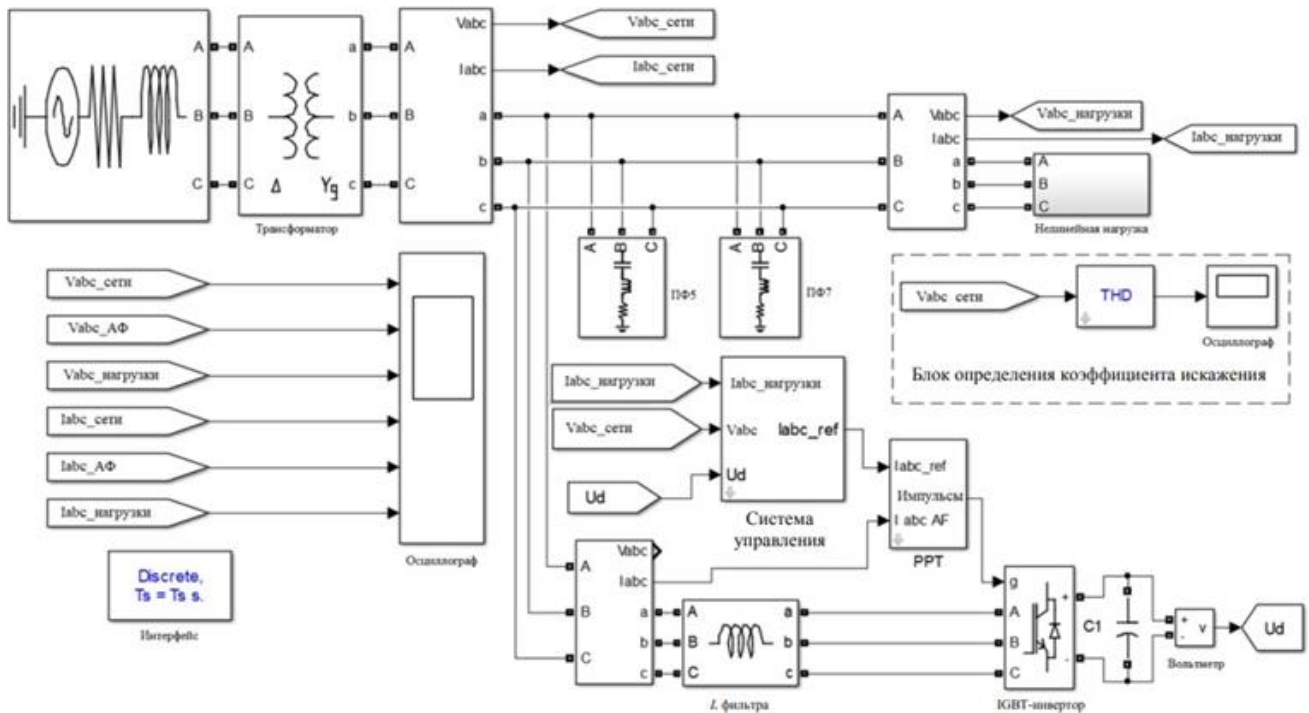 A
B
C
A
B
C
a
b
c
Δ
Yg
Трансформатор
A
B
C
Vabc
Iabc
a
b
c
Vabc_сети
Iabc_сети
A
B
C
Vabc
Iabc
a
b
c
Vabc_нагрузки
Iabc_нагрузки
A
B
C
Нелинейная нагрузка
A
B
C
ПФ5
A
B
C
ПФ7
Vabc_сети
THD
Осциллограф
Блок определения коэффициента искажения
Vabc_сети
Vabc_АФ
Vabc_нагрузки
Iabc_сети
Iabc_АФ
Iabc_нагрузки
Осциллограф
Discrete,
Ts = Ts s.
Интерфейс
Iabc_нагрузки
Vabc_сети
Ud
Iabc_нагрузки
Vabc
Iabc_ref
Ud
Система
управления
Iabc_ref
Импульсы
I abc AF
РРТ
A
B
C
Vabc
Iabc
a
b
c
A
B
C
a
b
c
L фильтра
g
A
B
C
+
-
IGBT-инвертор
C1
+
-
v
Вольтметр
Ud